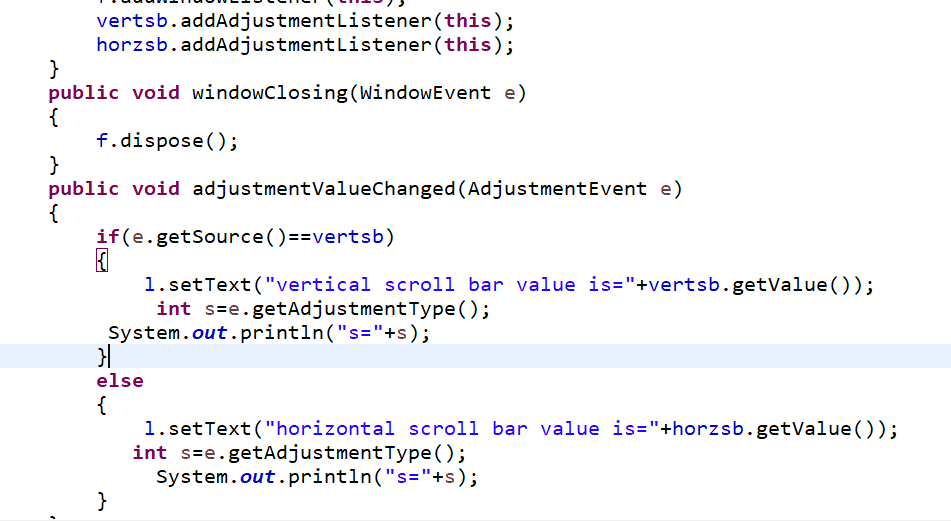 f.addWindowListener(this);
vertsb.addAdjustmentListener(this);
horzsb.addAdjustmentListener(this);
}
public void windowClosing(WindowEvent e)
{
f.dispose();
}
public void adjustmentValueChanged(AdjustmentEvent e)
{
if(e.getSource()==vertsb)
{
l.setText("vertical scroll bar value is="+vertsb.getValue());
int s=e.getAdjustmentType();
System.out.println("s="+s);
}
else
{
l.setText("horizontal scroll bar value is="+horzsb.getValue());
int s=e.getAdjustmentType();
System.out.println("s="+s);
}